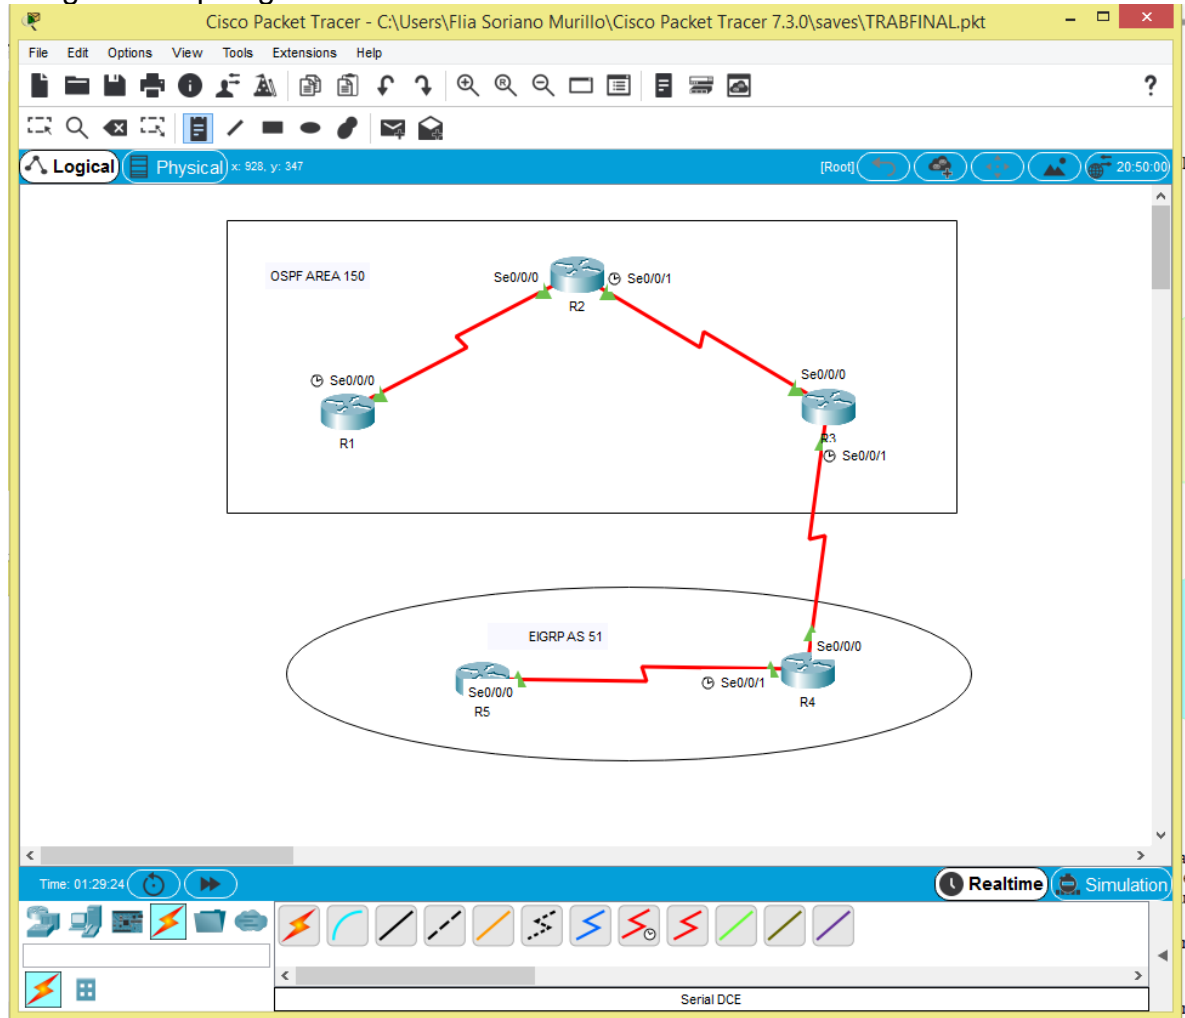 Cisco Packet Tracer - C:\Users\Flia Soriano Murillo\Cisco Packet Tracer 7.3.0\saves\TRABFINAL.pkt
File Edit Options View Tools Extensions Help
Logical Physical x: 928, y: 347 [Root] 20:50:00
OSPF AREA 150
Se0/0/0 Se0/0/1
R2
Se0/0/0
R1
Se0/0/0
R3
Se0/0/1
EIGRP AS 51
Se0/0/0
R4
Se0/0/1
Se0/0/0
R5
Time: 01:29:24 Realtime Simulation
Serial DCE